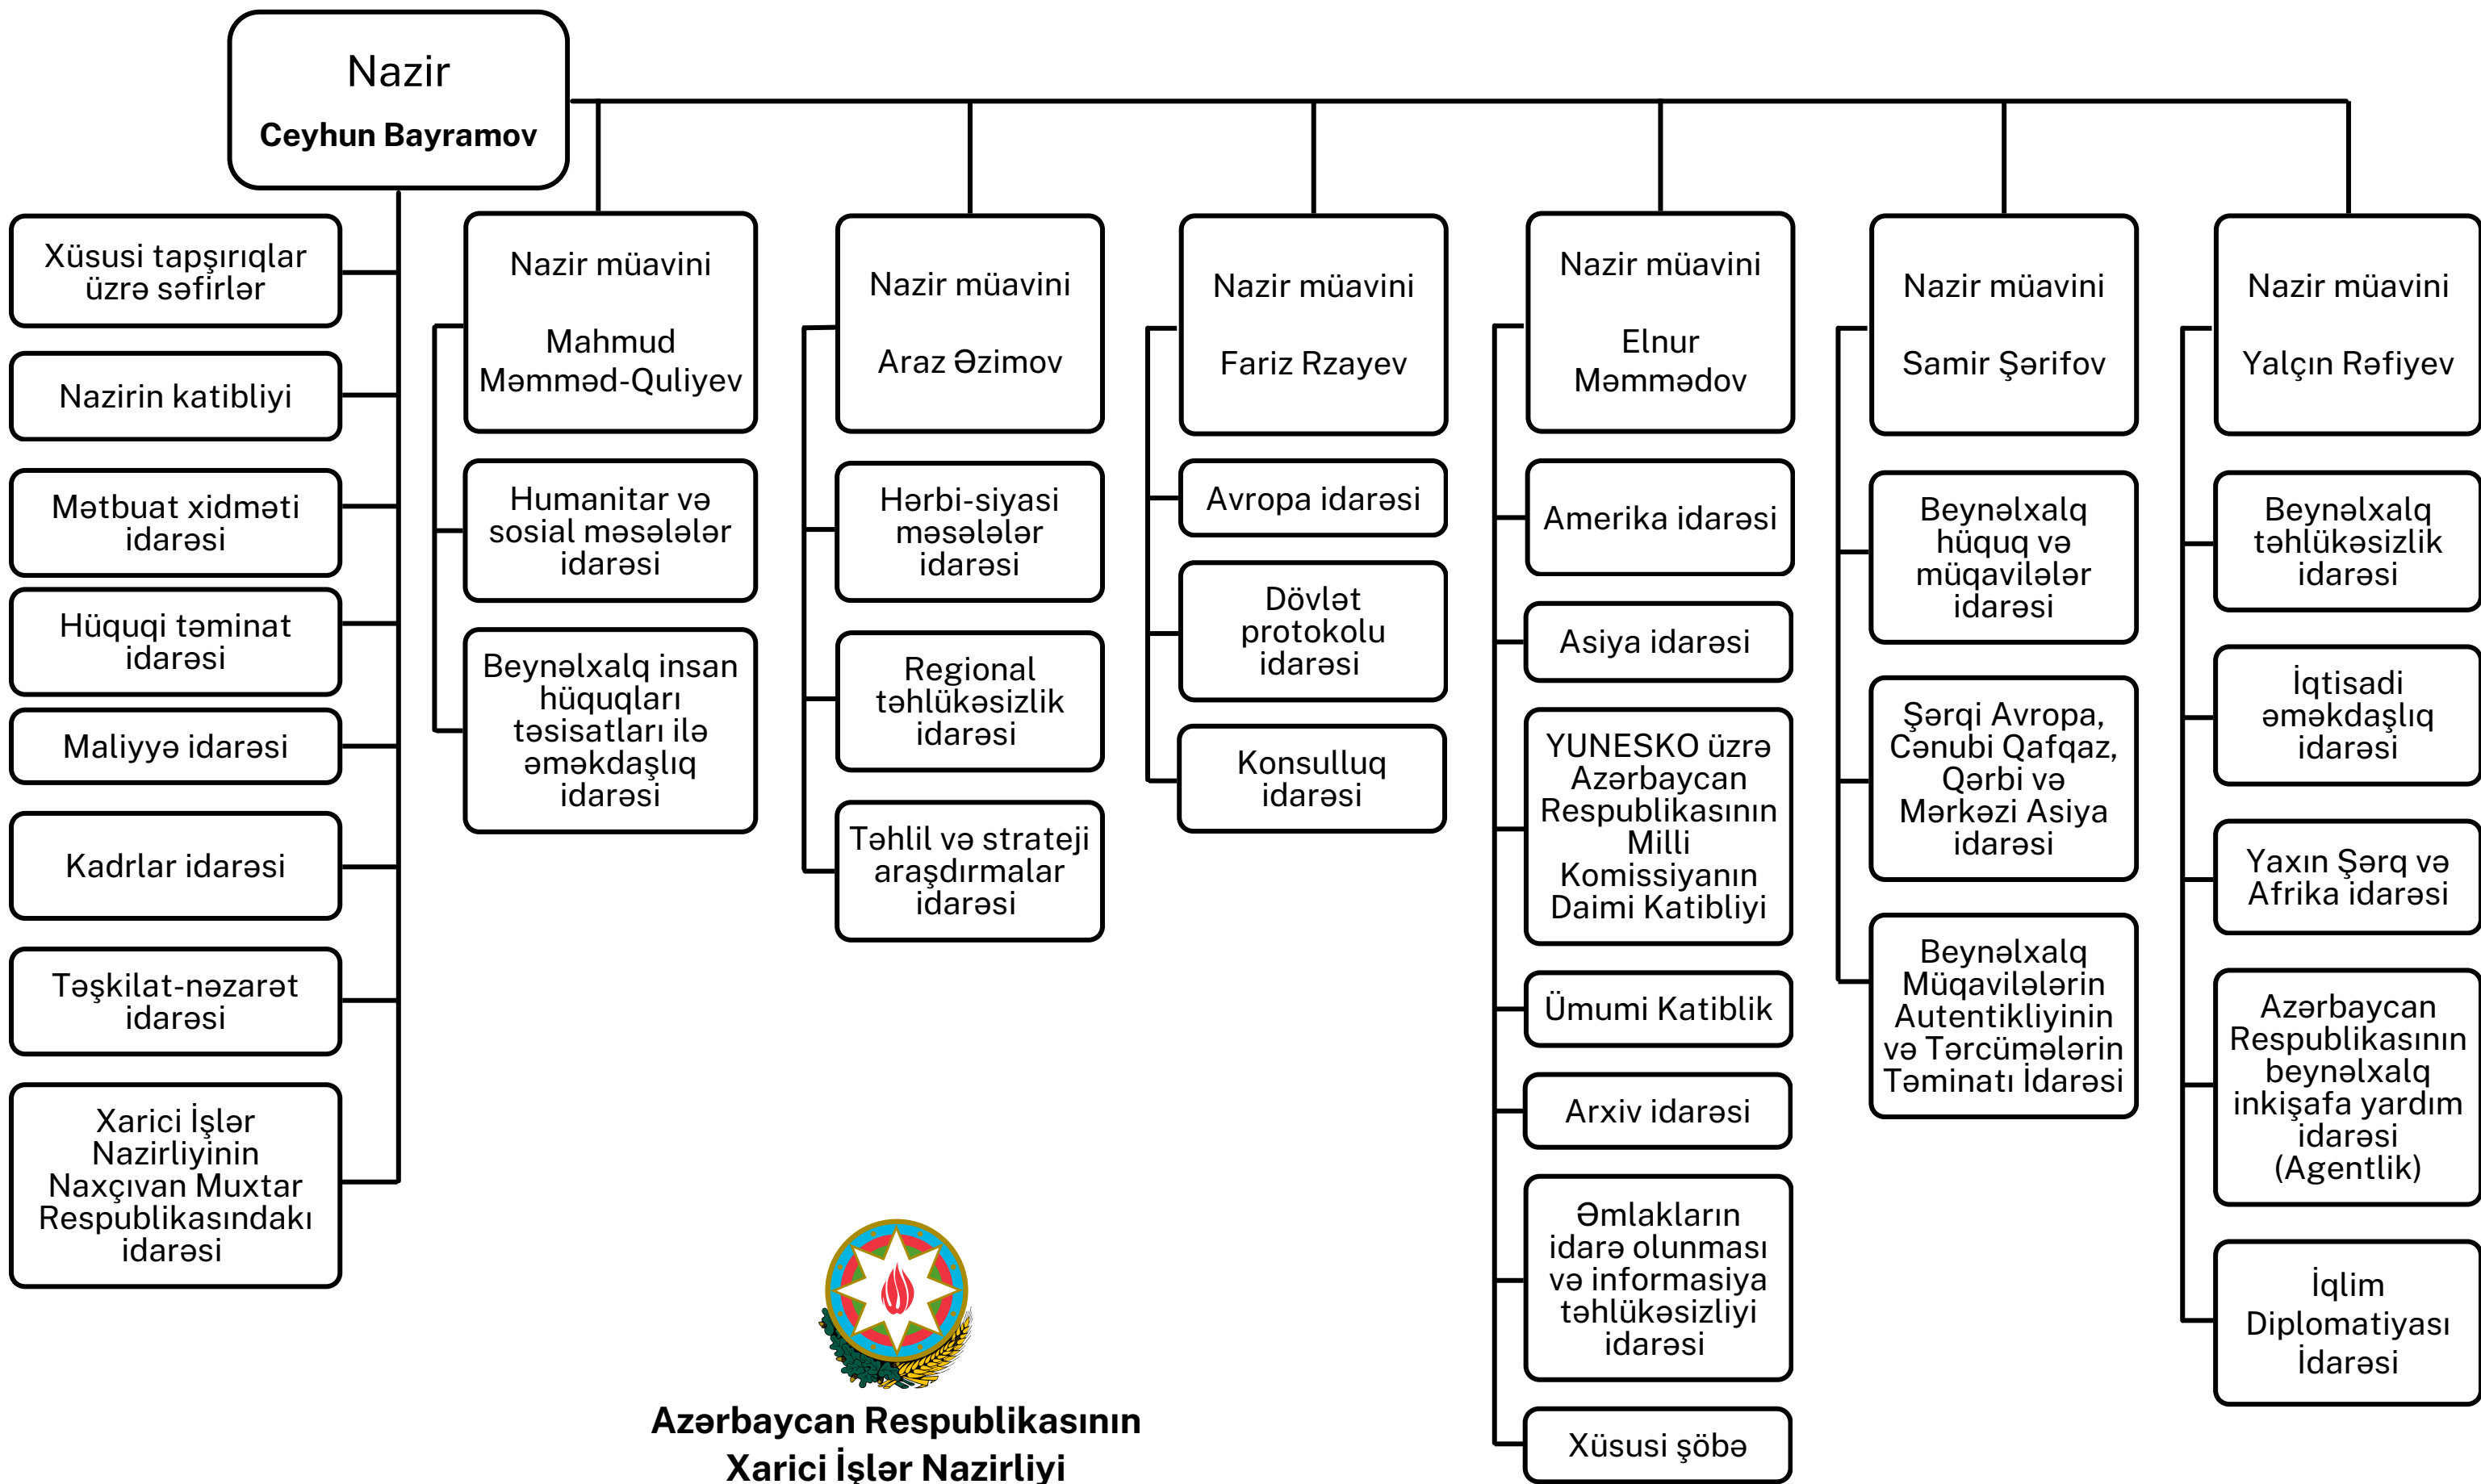 Nazir
Ceyhun Bayramov
Xüsusi tapşırıqlar
üzrə səfirlər
Nazirin katibliyi
Mətbuat xidməti
idarəsi
Hüquqi təminat
idarəsi
Maliyyə idarəsi
Kadrlar idarəsi
Təşkilat-nəzarət
idarəsi
Xarici İşlər
Nazirliyinin
Naxçıvan Muxtar
Respublikasındakı
idarəsi
Nazir müavini
Mahmud
Məmməd-Quliyev
Humanitar və
sosial məsələlər
idarəsi
Beynəlxalq insan
hüquqları
təsisatları ilə
əməkdaşlıq
idarəsi
Nazir müavini
Araz Əzimov
Hərbi-siyasi
məsələlər
idarəsi
Regional
təhlükəsizlik
idarəsi
Təhlil və strateji
araşdırmalar
idarəsi
Nazir müavini
Fariz Rzayev
Avropa idarəsi
Dövlət
protokolu
idarəsi
Konsulluq
idarəsi
Nazir müavini
Elnur
Məmmədov
Amerika idarəsi
Asiya idarəsi
YUNESKO üzrə
Azərbaycan
Respublikasının
Milli
Komissiyanın
Daimi Katibliyi
Ümumi Katiblik
Arxiv idarəsi
Əmlakların
idarə olunması
və informasiya
təhlükəsizliyi
idarəsi
Xüsusi şöbə
Nazir müavini
Samir Şərifov
Beynəlxalq
hüquq və
müqavilələr
idarəsi
Şərqi Avropa,
Cənubi Qafqaz,
Qərbi və
Mərkəzi Asiya
idarəsi
Beynəlxalq
Müqavilələrin
Autentikliyinin
və Tərcümələrin
Təminatı İdarəsi
Nazir müavini
Yalçın Rəfiyev
Beynəlxalq
təhlükəsizlik
idarəsi
İqtisadi
əməkdaşlıq
idarəsi
Yaxın Şərq və
Afrika idarəsi
Azərbaycan
Respublikasının
beynəlxalq
inkişafa yardım
idarəsi
(Agentlik)
İqlim
Diplomatiyası
İdarəsi
Azərbaycan Respublikasının
Xarici İşlər Nazirliyi